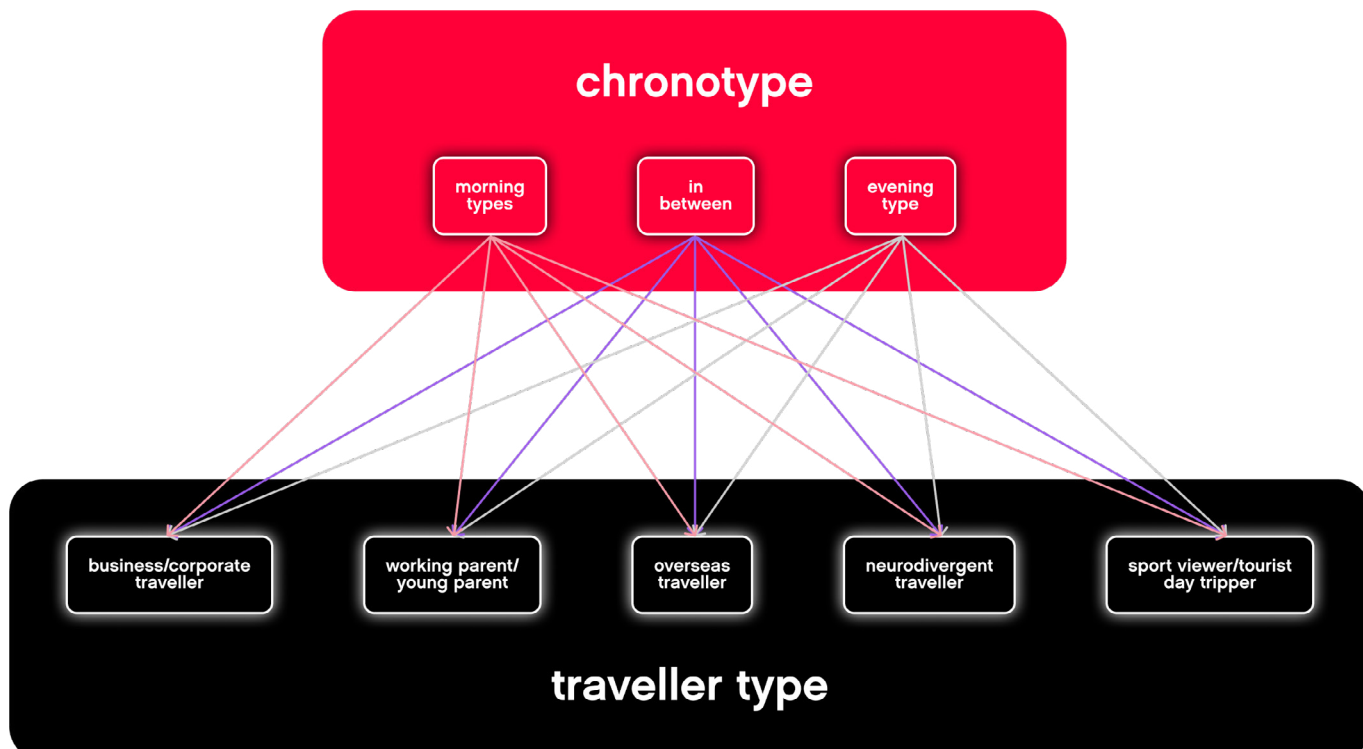 chronotype
morning
types
in
between
evening
type
business/corporate
traveller
working parent/
young parent
overseas
traveller
neurodivergent
traveller
sport viewer/tourist
day tripper
traveller type